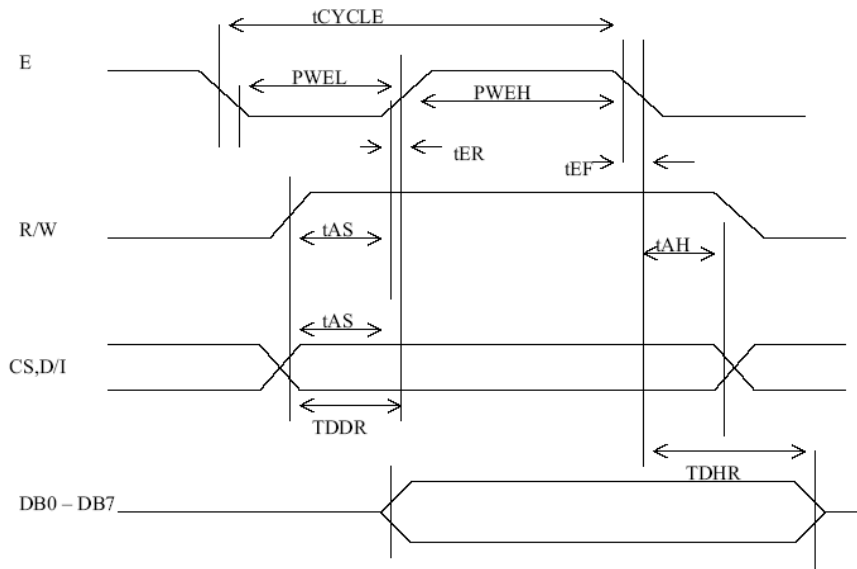 tCYCLE
E
PWEL
PWEH
tER
tEF
R/W
tAS
tAH
tAS
CS,D/I
TDDR
TDHR
DB0 – DB7